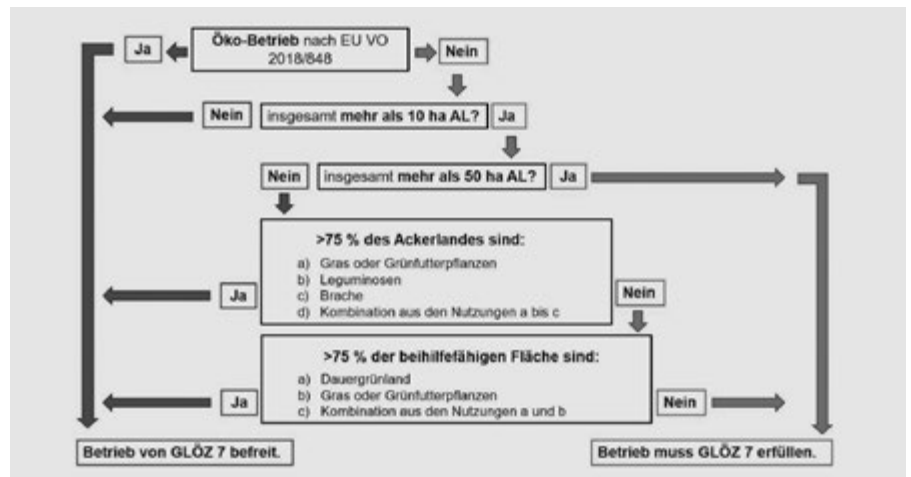 Öko-Betrieb nach EU VO
2018/848
Ja
Nein
Nein
insgesamt mehr als 10 ha AL?
Ja
Nein
insgesamt mehr als 50 ha AL?
Ja
>75 % des Ackerlandes sind:
a) Gras oder Grünfutterpflanzen
b) Leguminosen
c) Brache
d) Kombination aus den Nutzungen a bis c
Ja
Nein
>75 % der beihilfefähigen Fläche sind:
a) Dauergrünland
b) Gras oder Grünfutterpflanzen
c) Kombination aus den Nutzungen a und b
Ja
Nein
Betrieb von GLÖZ 7 befreit.
Betrieb muss GLÖZ 7 erfüllen.